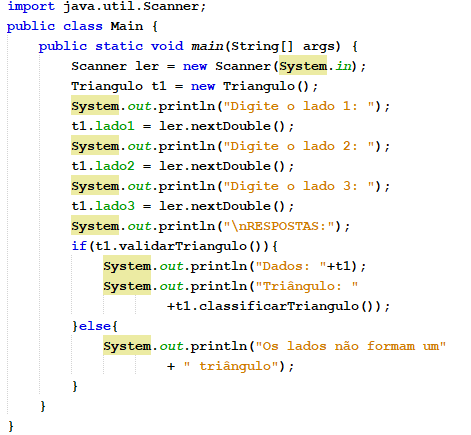 import java.util.Scanner;
public class Main {
    public static void main(String[] args) {
        Scanner ler = new Scanner(System.in);
        Triangulo t1 = new Triangulo();
        System.out.println("Digite o lado 1: ");
        t1.lado1 = ler.nextDouble();
        System.out.println("Digite o lado 2: ");
        t1.lado2 = ler.nextDouble();
        System.out.println("Digite o lado 3: ");
        t1.lado3 = ler.nextDouble();
        System.out.println("\nRESPOSTAS:");
        if(t1.validarTriangulo()){
            System.out.println("Dados: "+t1);
            System.out.println("Triângulo: "
                    +t1.classificarTriangulo());
        }else{
            System.out.println("Os lados não formam um"
                    + " triângulo");
        }
    }
}